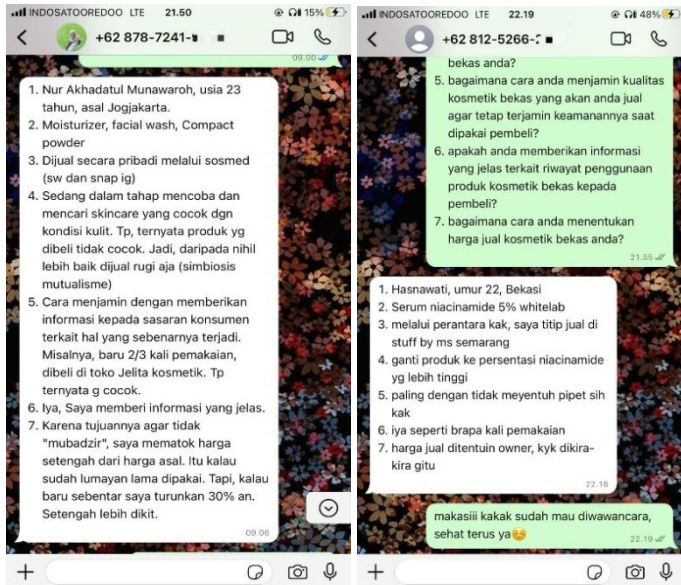 INDOSATOOREDOO LTE 21.50 15%
+62 878-7241-
09.00
1. Nur Akhadatul Munawaroh, usia 23
tahun, asal Jogjakarta.
2. Moisturizer, facial wash, Compact
powder
3. Dijual secara pribadi melalui sosmed
(sw dan snap ig)
4. Sedang dalam tahap mencoba dan
mencari skincare yang cocok dgn
kondisi kulit. Tp, ternyata produk yg
dibeli tidak cocok. Jadi, daripada nihil
lebih baik dijual rugi aja (simbiosis
mutualisme)
5. Cara menjamin dengan memberikan
informasi kepada sasaran konsumen
terkait hal yang sebenarnya terjadi.
Misalnya, baru 2/3 kali pemakaian,
dibeli di toko Jelita kosmetik. Tp
ternyata g cocok.
6. Iya, Saya memberi informasi yang jelas.
7. Karena tujuannya agar tidak
"mubadzir", saya mematok harga
setengah dari harga asal. Itu kalau
sudah lumayan lama dipakai. Tapi, kalau
baru sebentar saya turunkan 30% an.
Setengah lebih dikit.
09.06
INDOSATOOREDOO LTE 22.19 48%
+62 812-5266-
bekas anda?
5. bagaimana cara anda menjamin kualitas
kosmetik bekas yang akan anda jual
agar tetap terjamin keamanannya saat
dipakai pembeli?
6. apakah anda memberikan informasi
yang jelas terkait riwayat penggunaan
produk kosmetik bekas kepada
pembeli?
7. bagaimana cara anda menentukan
harga jual kosmetik bekas anda?
21.55
1. Hasnawati, umur 22, Bekasi
2. Serum niacinamide 5% whitelab
3. melalui perantara kak, saya titip jual di
stuff by ms semarang
4. ganti produk ke persentasi niacinamide
yg lebih tinggi
5. paling dengan tidak meyentuh pipet sih
kak
6. iya seperti brapa kali pemakaian
7. harga jual ditentuin owner, kyk dikira-
kira gitu
22.16
makasiii kakak sudah mau diwawancara,
sehat terus ya😊
22.19